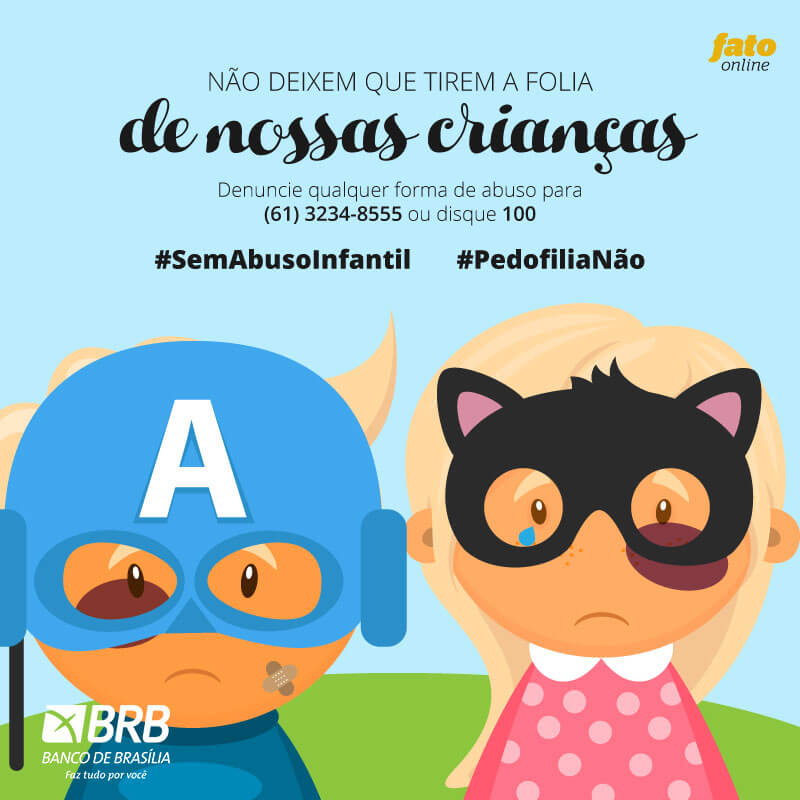 fato
online
NÃO DEIXEM QUE TIREM A FOLIA
de nossas crianças
Denuncie qualquer forma de abuso para
(61) 3234-8555 ou disque 100
#SemAbusoInfantil #PedofiliaNão
A
BRB
BANCO DE BRASÍLIA
Faz tudo por você